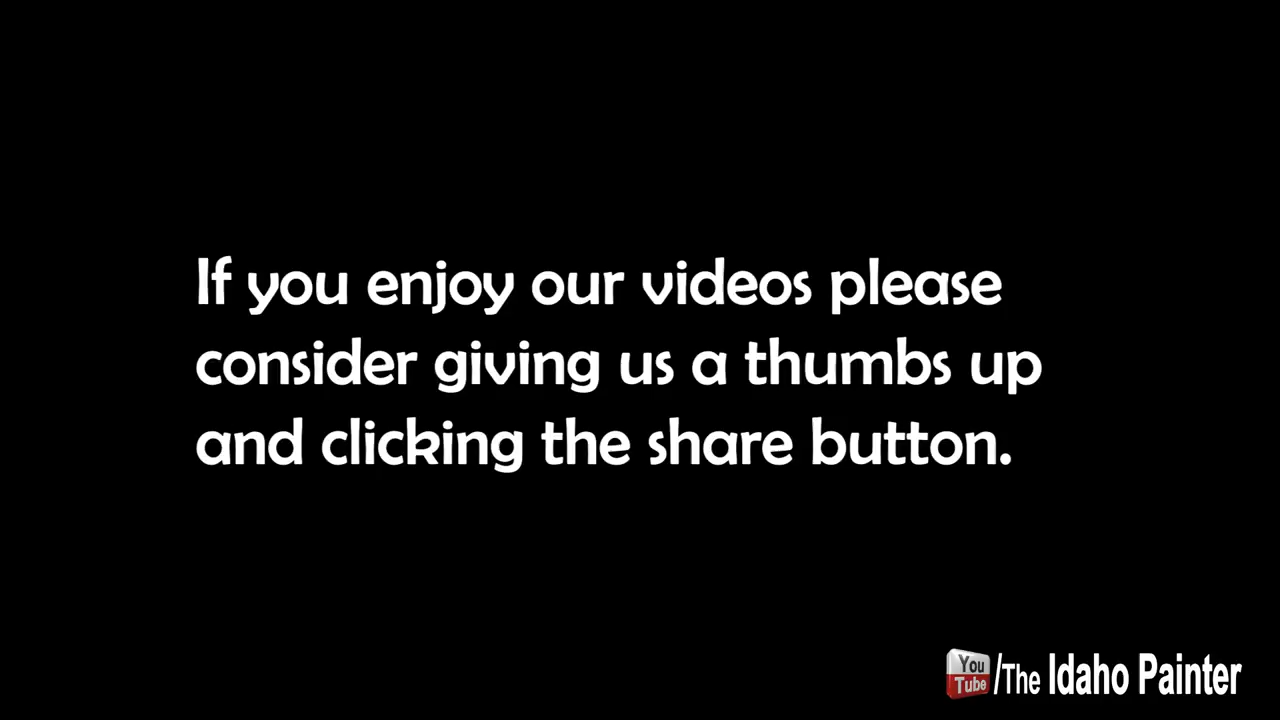 If you enjoy our videos please
consider giving us a thumbs up
and clicking the share button.
You
Tube
/The Idaho Painter